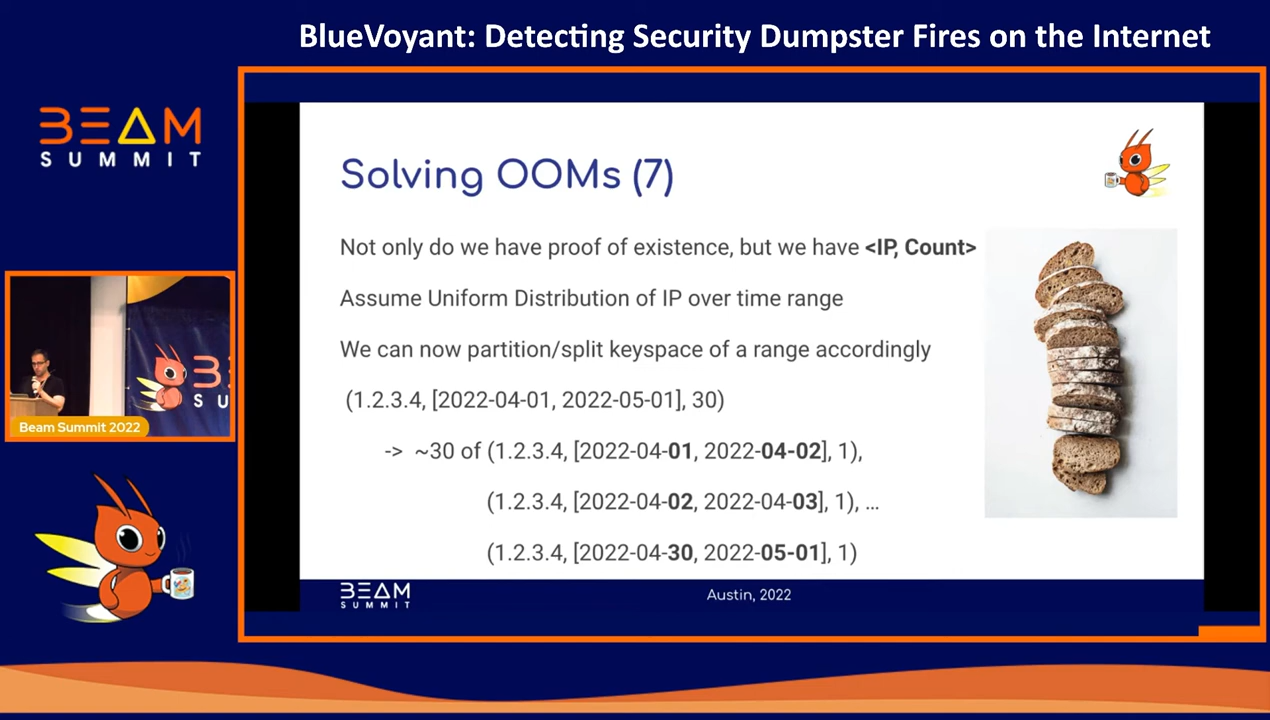 BlueVoyant: Detecting Security Dumpster Fires on the Internet
BEAM
SUMMIT
Solving OOMs (7)
Not only do we have proof of existence, but we have <IP, Count>
Assume Uniform Distribution of IP over time range
We can now partition/split keyspace of a range accordingly
(1.2.3.4, [2022-04-01, 2022-05-01], 30)
-> ~30 of (1.2.3.4, [2022-04-01, 2022-04-02], 1),
(1.2.3.4, [2022-04-02, 2022-04-03], 1), ...
(1.2.3.4, [2022-04-30, 2022-05-01], 1)
B
SU
Beam Summit 2022
BEAM
SUMMIT
Austin, 2022